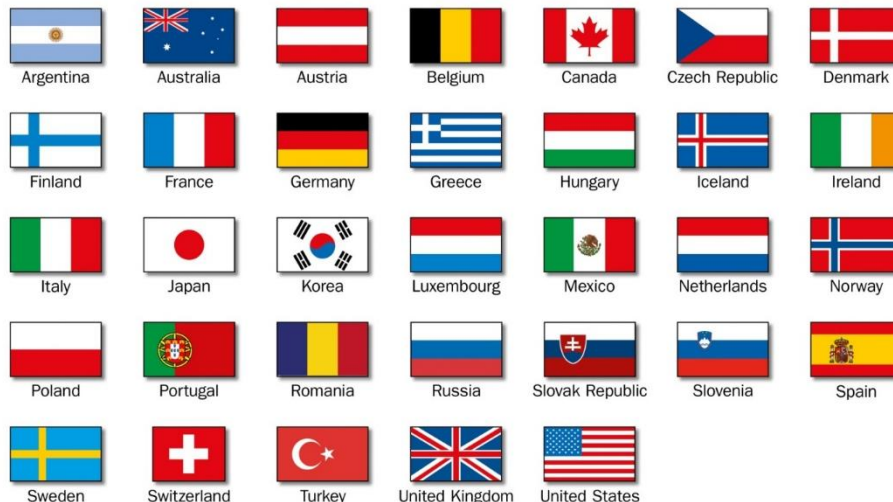 Argentina Australia Austria Belgium Canada Czech Republic Denmark
Finland France Germany Greece Hungary Iceland Ireland
Italy Japan Korea Luxembourg Mexico Netherlands Norway
Poland Portugal Romania Russia Slovak Republic Slovenia Spain
Sweden Switzerland Turkey United Kingdom United States